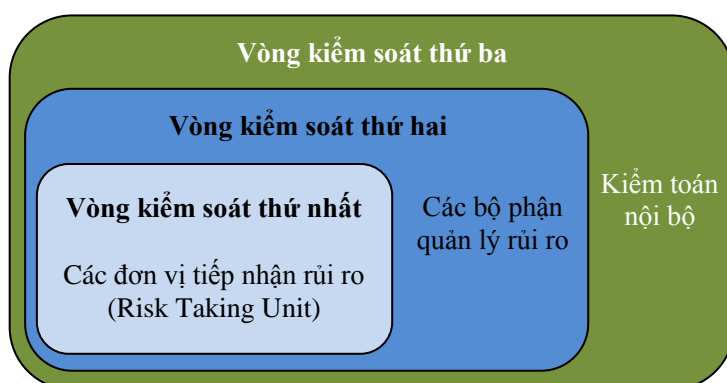 Vòng kiểm soát thứ ba
Vòng kiểm soát thứ hai
Vòng kiểm soát thứ nhất
Các đơn vị tiếp nhận rủi ro
(Risk Taking Unit)
Các bộ phận
quản lý rủi ro
Kiểm toán
nội bộ